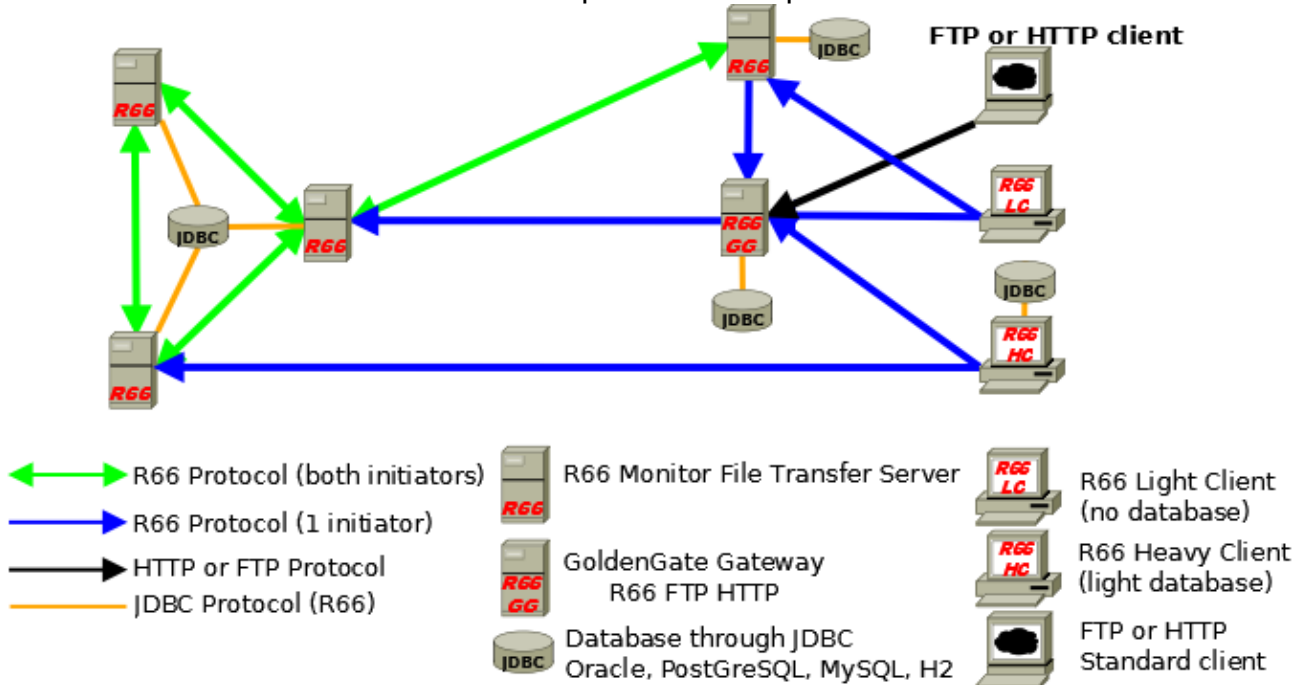 R66
JDBC
FTP or HTTP client
R66
R66
LC
JDBC
R66
R66
GG
JDBC
JDBC
R66
HC
R66
R66 Protocol (both initiators)
R66 Protocol (1 initiator)
HTTP or FTP Protocol
JDBC Protocol (R66)
R66
R66 Monitor File Transfer Server
R66
GG
GoldenGate Gateway
R66 FTP HTTP
JDBC
Database through JDBC
Oracle, PostGreSQL, MySQL, H2
R66
LC
R66 Light Client
(no database)
R66
HC
R66 Heavy Client
(light database)
FTP or HTTP
Standard client